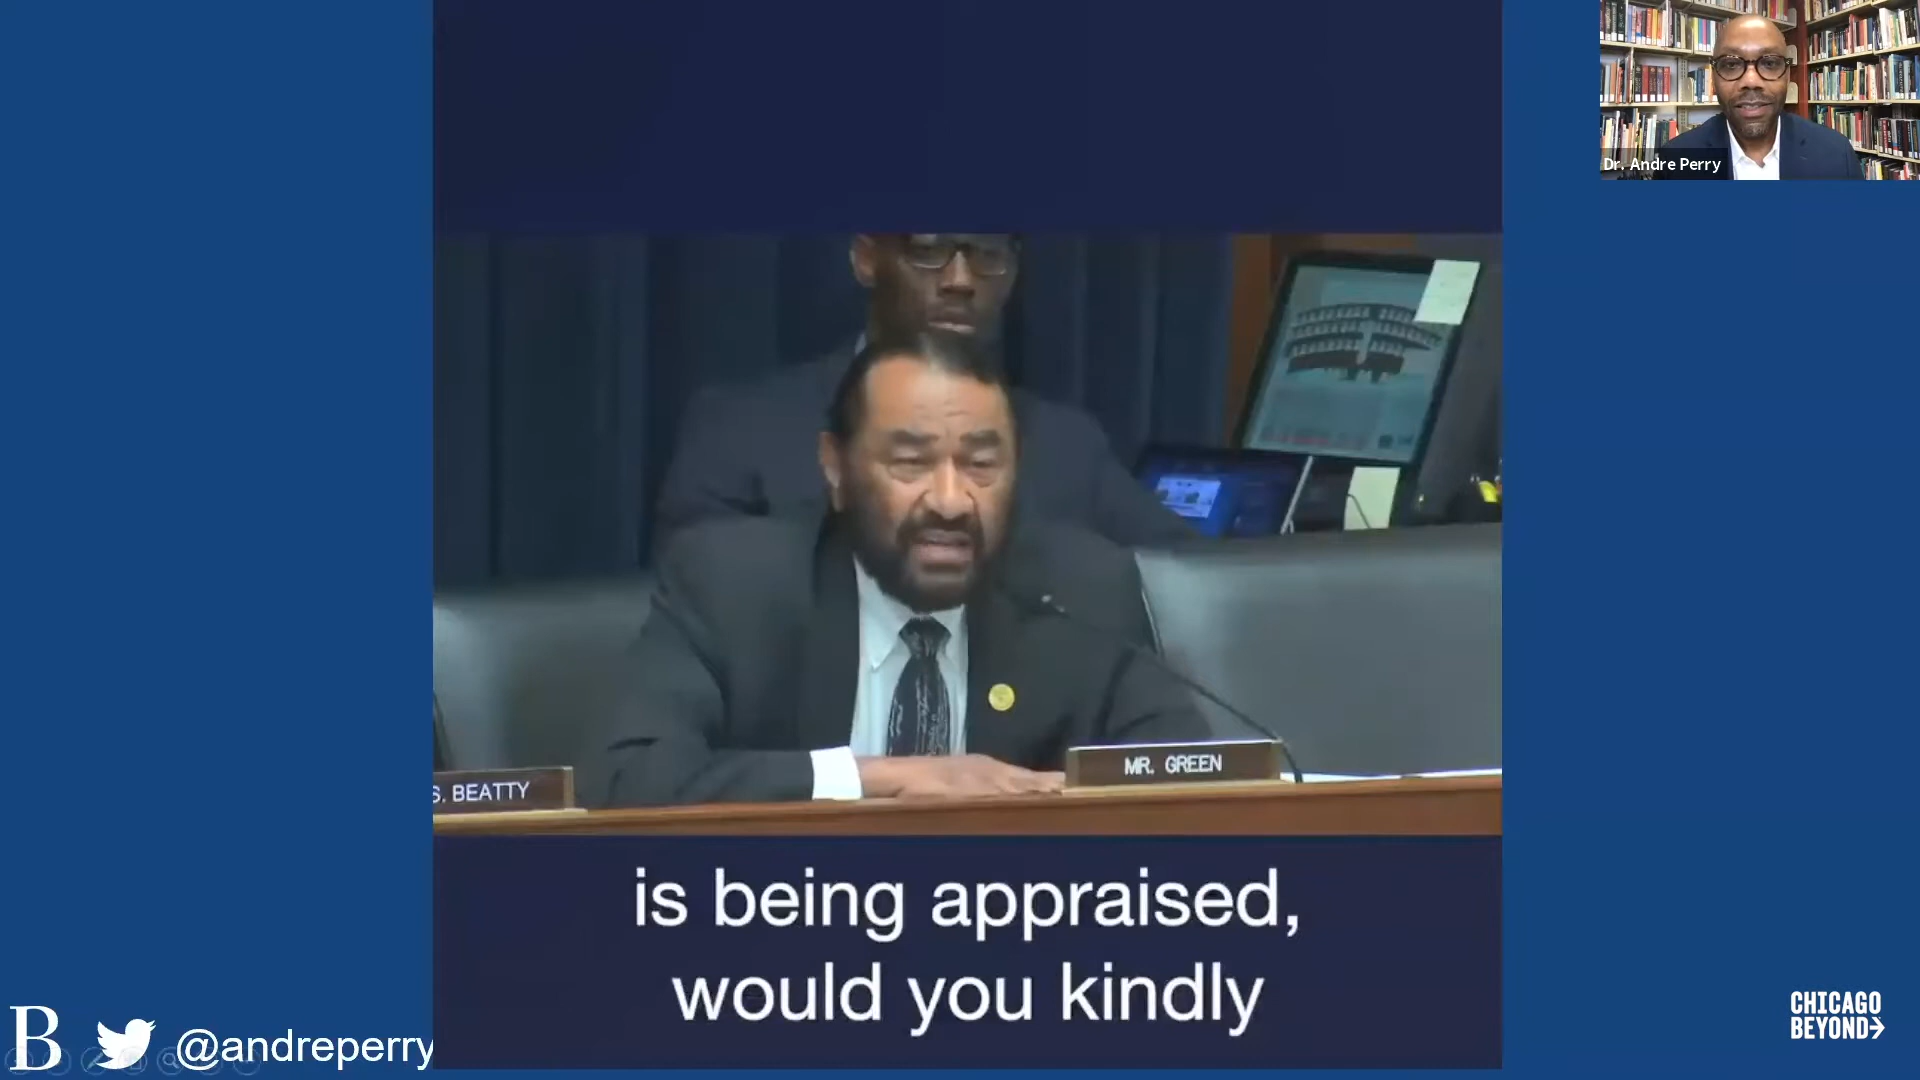 Dr. Andre Perry
S. BEATTY
MR. GREEN
is being appraised,
would you kindly
B
@andreperry
CHICAGO
BEYOND